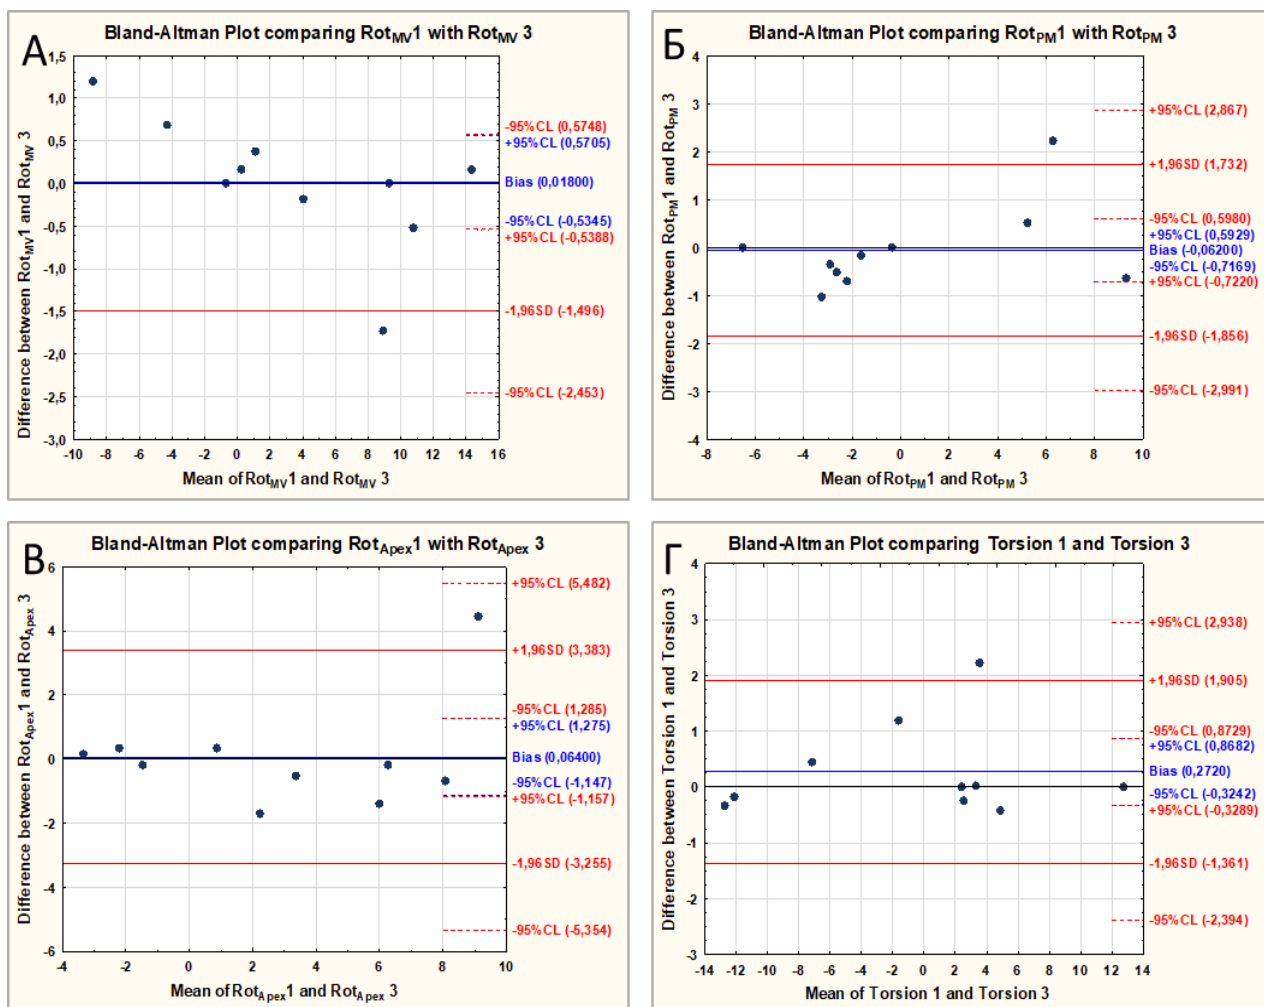 А
Bland-Altman Plot comparing RotMV1 with RotMV 3
Difference between RotMV1 and RotMV 3
1,5
1,0
0,5
0,0
-0,5
-1,0
-1,5
-2,0
-2,5
-3,0
-10 -8 -6 -4 -2 0 2 4 6 8 10 12 14 16
Mean of RotMV1 and RotMV 3
-95%CL (0,5748)
+95%CL (0,5705)
Bias (0,01800)
-95%CL (-0,5345)
+95%CL (-0,5388)
-1,96SD (-1,496)
-95%CL (-2,453)
Б
Bland-Altman Plot comparing RotPM1 with RotPM 3
Difference between RotPM1 and RotPM 3
4
3
2
1
0
-1
-2
-3
-4
-8 -6 -4 -2 0 2 4 6 8 10
Mean of RotPM1 and RotPM 3
+95%CL (2,867)
+1,96SD (1,732)
-95%CL (0,5980)
+95%CL (0,5929)
Bias (-0,06200)
-95%CL (-0,7169)
+95%CL (-0,7220)
-1,96SD (-1,856)
-95%CL (-2,991)
В
Bland-Altman Plot comparing RotApex1 with RotApex 3
Difference between RotApex1 and RotApex 3
6
4
2
0
-2
-4
-6
-4 -2 0 2 4 6 8 10
Mean of RotApex1 and RotApex 3
+95%CL (5,482)
+1,96SD (3,383)
-95%CL (1,285)
+95%CL (1,275)
Bias (0,06400)
-95%CL (-1,147)
+95%CL (-1,157)
-1,96SD (-3,255)
-95%CL (-5,354)
Г
Bland-Altman Plot comparing Torsion 1 and Torsion 3
Difference between Torsion 1 and Torsion 3
4
3
2
1
0
-1
-2
-3
-14 -12 -10 -8 -6 -4 -2 0 2 4 6 8 10 12 14
Mean of Torsion 1 and Torsion 3
+95%CL (2,938)
+1,96SD (1,905)
-95%CL (0,8729)
+95%CL (0,8682)
Bias (0,2720)
-95%CL (-0,3242)
+95%CL (-0,3289)
-1,96SD (-1,361)
-95%CL (-2,394)